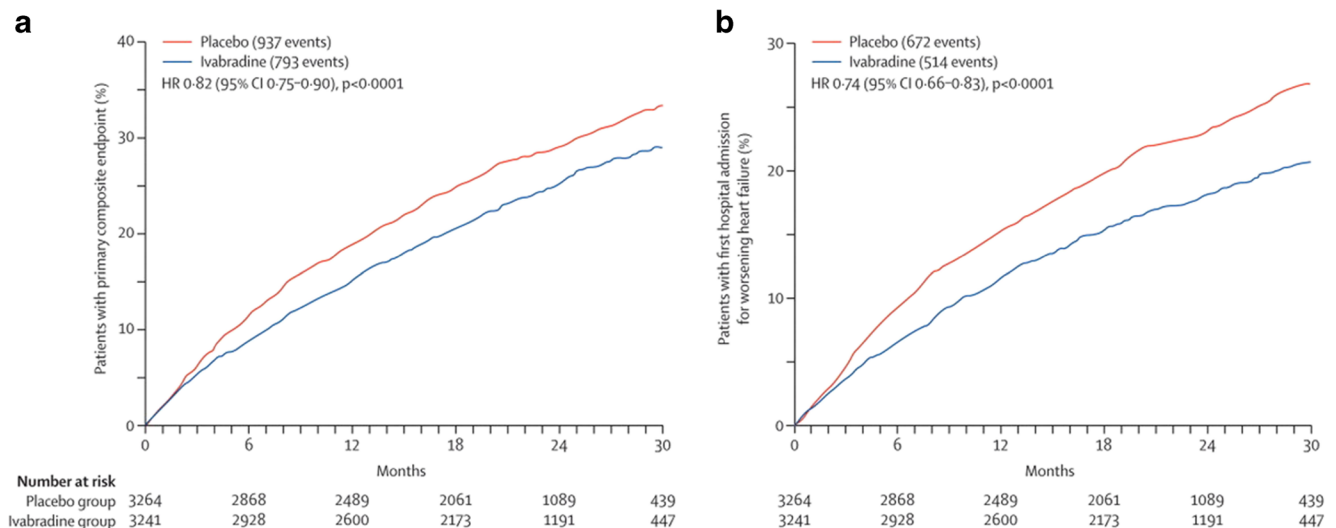 a
40
30
20
10
0
Patients with primary composite endpoint (%)
Placebo (937 events)
Ivabradine (793 events)
HR 0·82 (95% CI 0·75–0·90), p<0·0001
0 6 12 18 24 30
Months
b
30
20
10
0
Patients with first hospital admission
for worsening heart failure (%)
Placebo (672 events)
Ivabradine (514 events)
HR 0·74 (95% CI 0·66–0·83), p<0·0001
0 6 12 18 24 30
Months
Number at risk
Placebo group 3264 2868 2489 2061 1089 439 3264 2868 2489 2061 1089 439
Ivabradine group 3241 2928 2600 2173 1191 447 3241 2928 2600 2173 1191 447